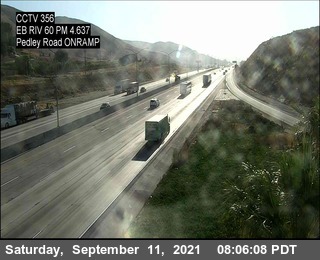 CCTV 356
EB RIV 60 PM 4.637
Pedley Road ONRAMP
Saturday, September 11, 2021 08:06:08 PDT